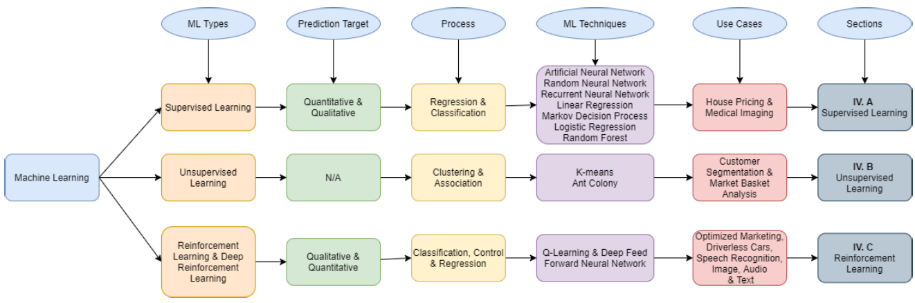 ML Types
Prediction Target
Process
ML Techniques
Use Cases
Sections
Machine Learning
Supervised Learning
Quantitative &
Qualitative
Regression &
Classification
Artificial Neural Network
Random Neural Network
Recurrent Neural Network
Linear Regression
Markov Decision Process
Logistic Regression
Random Forest
House Pricing &
Medical Imaging
IV. A
Supervised Learning
Unsupervised
Learning
N/A
Clustering &
Association
K-means
Ant Colony
Customer
Segmentation &
Market Basket
Analysis
IV. B
Unsupervised
Learning
Reinforcement
Learning & Deep
Reinforcement
Learning
Qualitative &
Quantitative
Classification, Control
& Regression
Q-Learning & Deep Feed
Forward Neural Network
Optimized Marketing,
Driverless Cars,
Speech Recognition,
Image, Audio
& Text
IV. C
Reinforcement
Learning